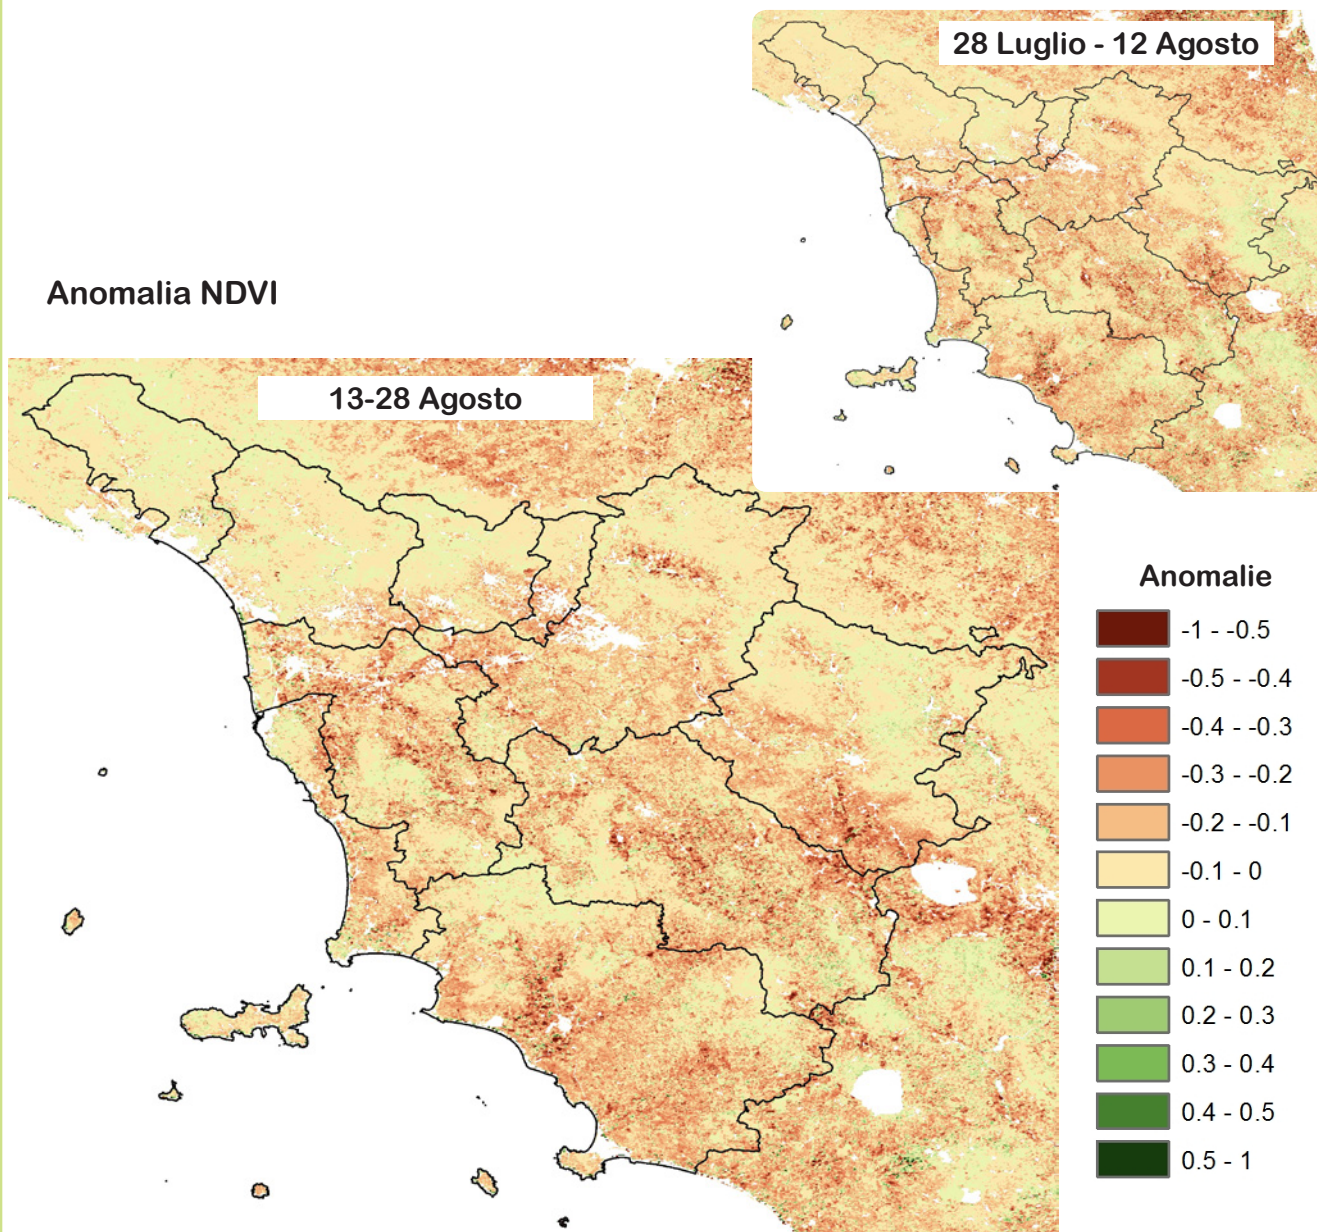 28 Luglio - 12 Agosto
Anomalia NDVI
13-28 Agosto
Anomalie
-1 - -0.5
-0.5 - -0.4
-0.4 - -0.3
-0.3 - -0.2
-0.2 - -0.1
-0.1 - 0
0 - 0.1
0.1 - 0.2
0.2 - 0.3
0.3 - 0.4
0.4 - 0.5
0.5 - 1